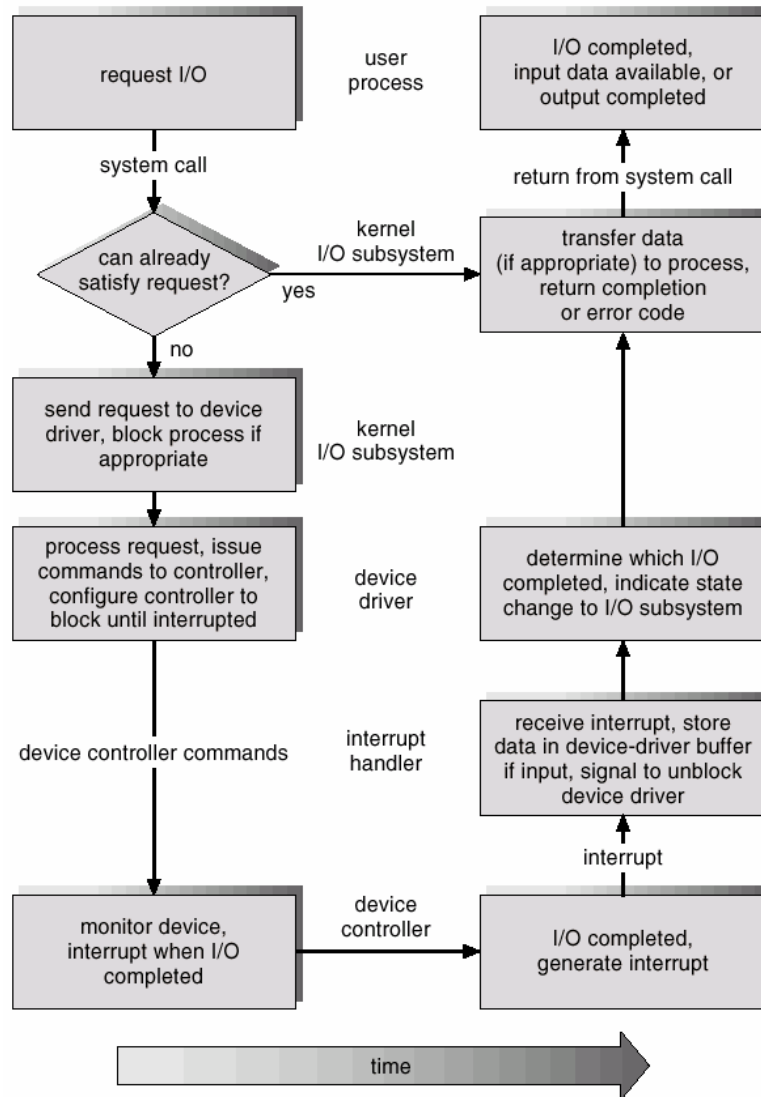 request I/O
user
process
I/O completed,
input data available, or
output completed
system call
return from system call
can already
satisfy request?
kernel
I/O subsystem
yes
transfer data
(if appropriate) to process,
return completion
or error code
no
send request to device
driver, block process if
appropriate
kernel
I/O subsystem
process request, issue
commands to controller,
configure controller to
block until interrupted
device
driver
determine which I/O
completed, indicate state
change to I/O subsystem
device controller commands
interrupt
handler
receive interrupt, store
data in device-driver buffer
if input, signal to unblock
device driver
interrupt
monitor device,
interrupt when I/O
completed
device
controller
I/O completed,
generate interrupt
time